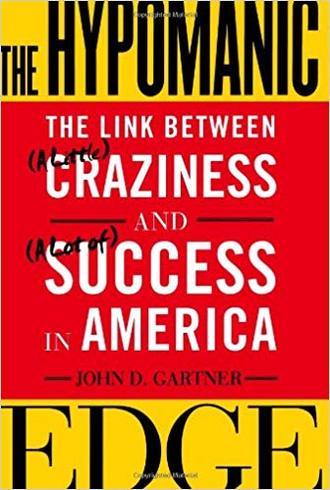 THE HYPOMANIC
THE LINK BETWEEN
(A Little)
CRAZINESS
AND
(A Lot of)
SUCCESS
IN AMERICA
JOHN D. GARTNER
EDGE